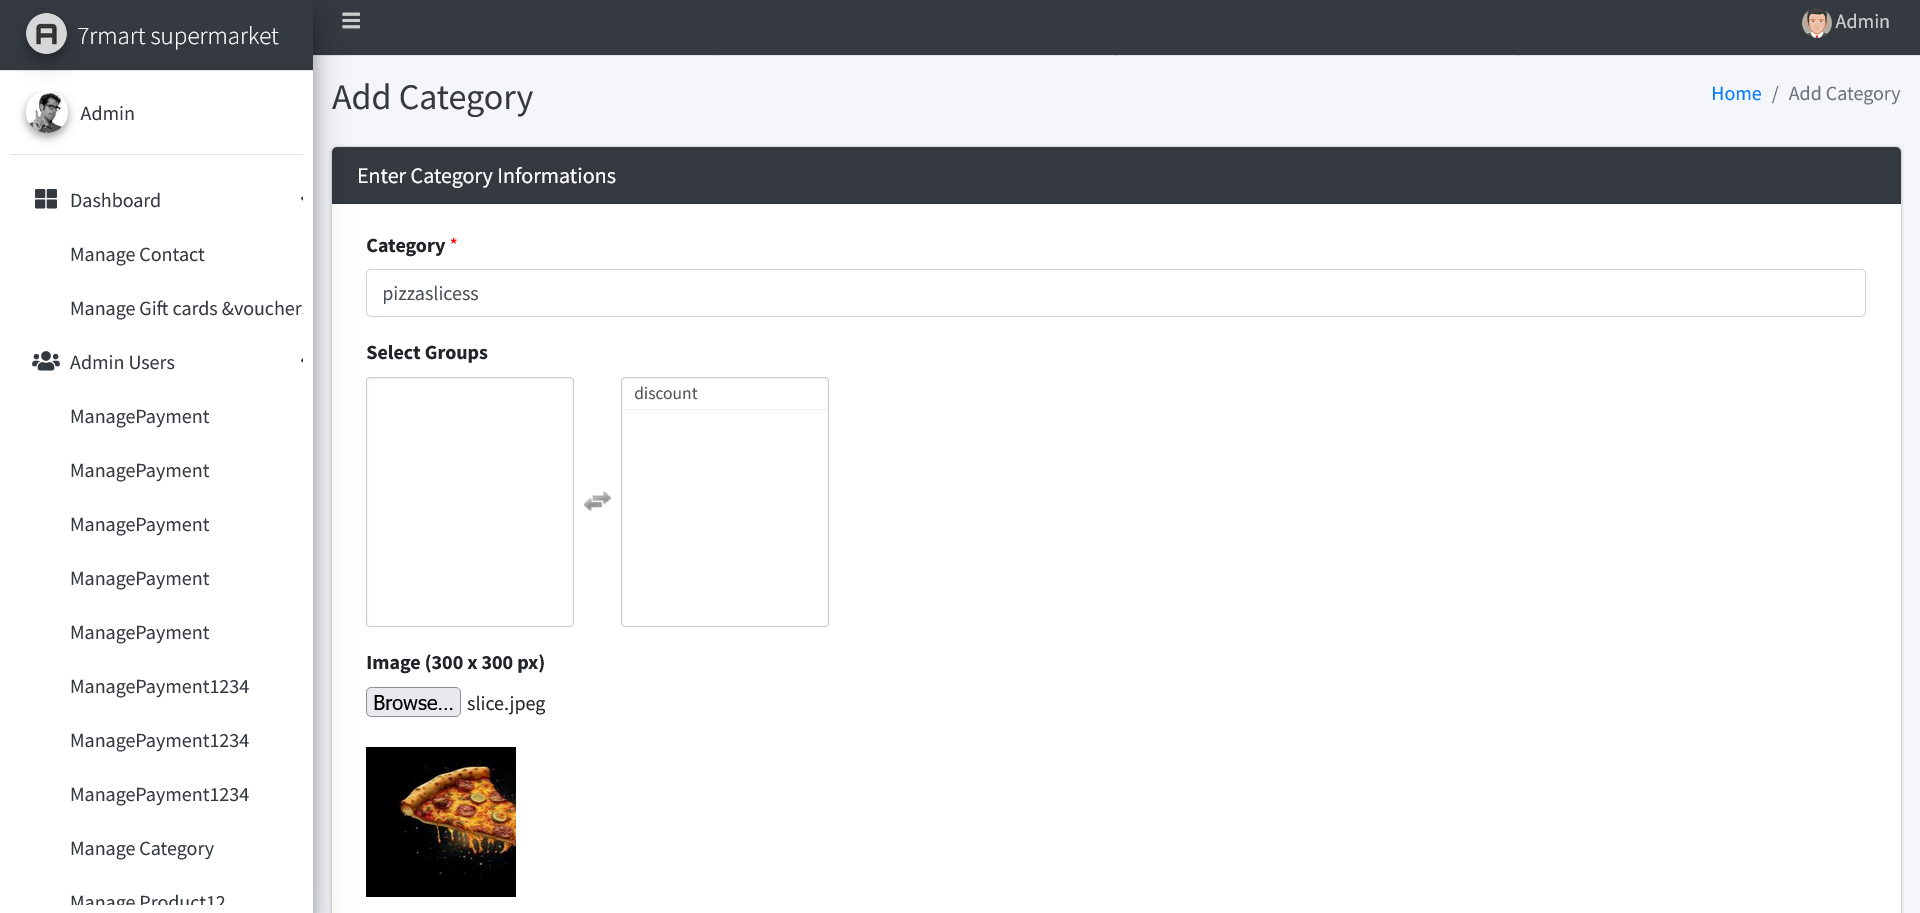 7rmart supermarket
Admin
Admin
Dashboard
Manage Contact
Manage Gift cards &voucher
Admin Users
ManagePayment
ManagePayment
ManagePayment
ManagePayment
ManagePayment
ManagePayment1234
ManagePayment1234
ManagePayment1234
Manage Category
Manage Product12
Add Category
Home / Add Category
Enter Category Informations
Category *
pizzaslicess
Select Groups
discount
Image (300 x 300 px)
Browse... slice.jpeg